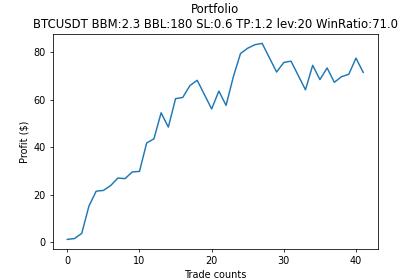 Portfolio
BTCUSDT BBM:2.3 BBL:180 SL:0.6 TP:1.2 lev:20 WinRatio:71.0
80
60
40
20
0
Profit ($)
0 10 20 30 40
Trade counts